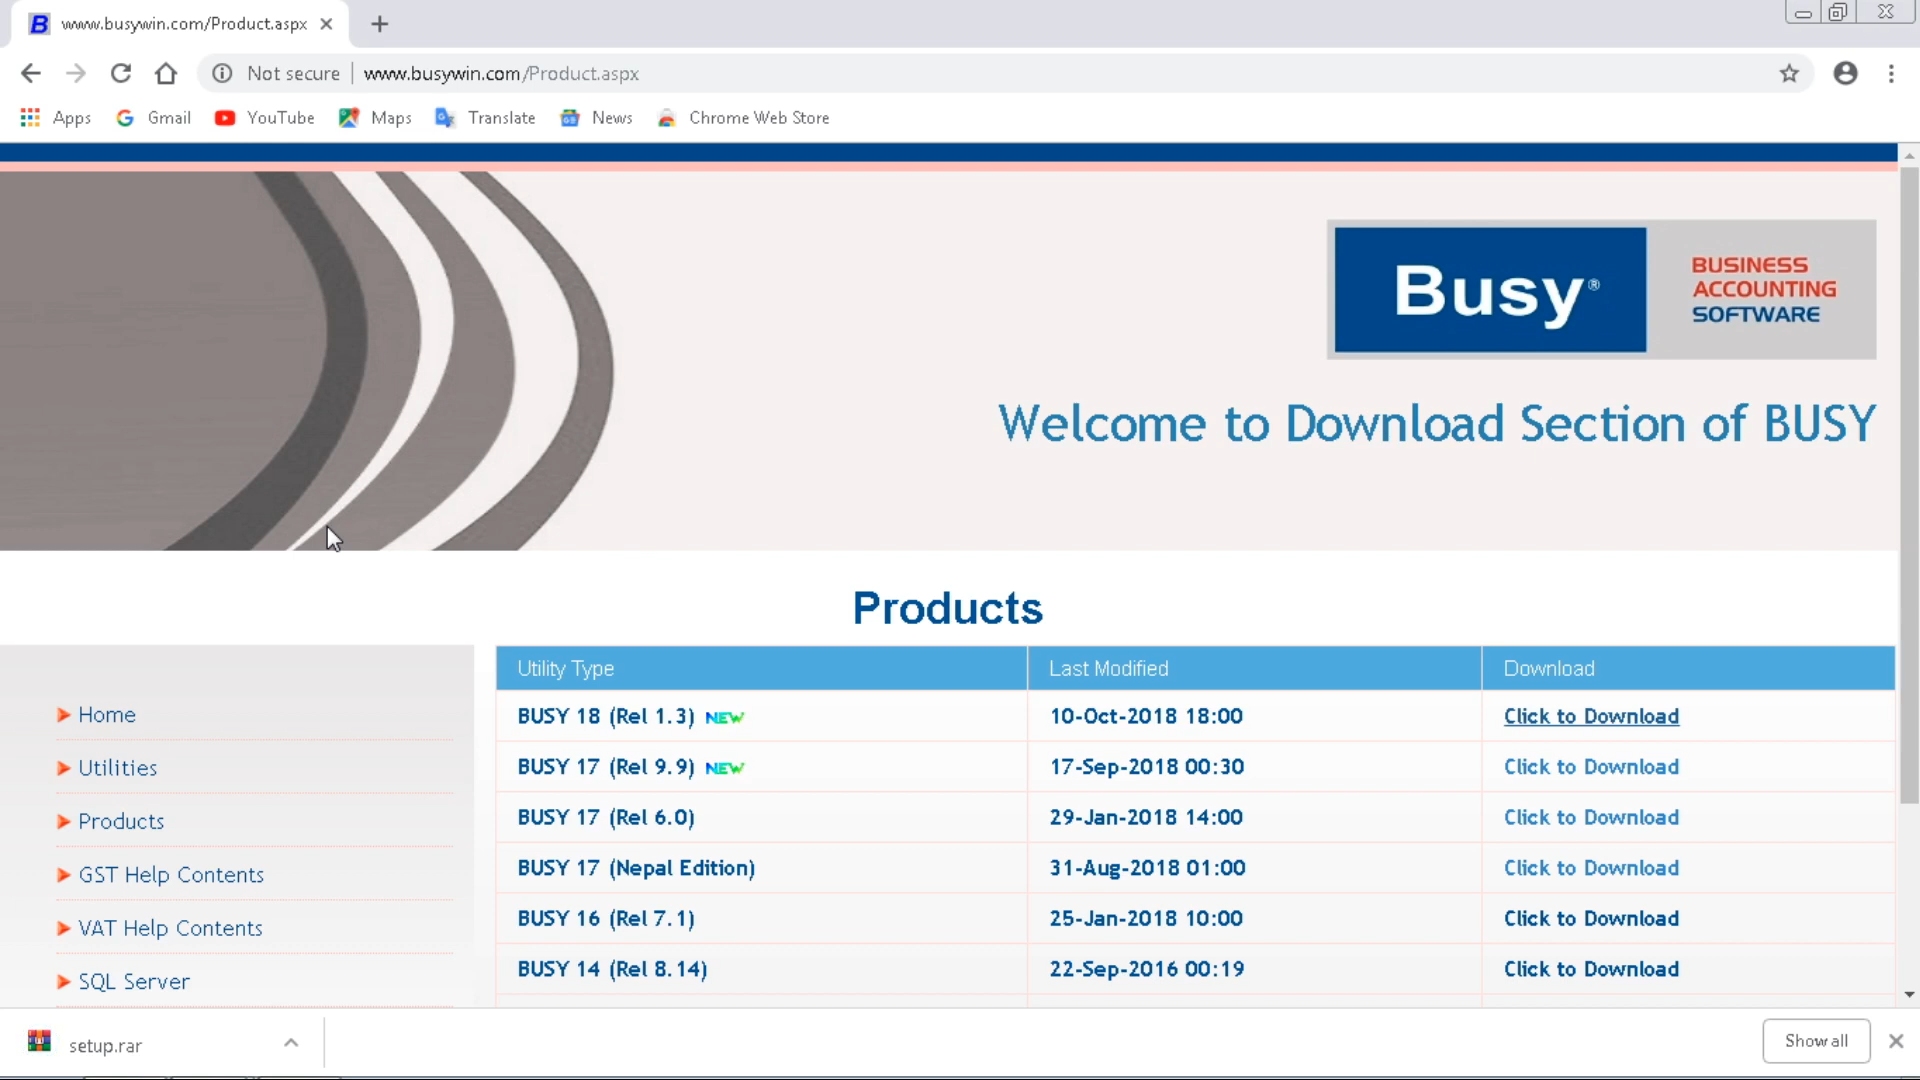 B www.busywin.com/Product.aspx
Not secure www.busywin.com/Product.aspx
Apps Gmail YouTube Maps Translate News Chrome Web Store
Busy®
BUSINESS
ACCOUNTING
SOFTWARE
Welcome to Download Section of BUSY
Products
Home
Utilities
Products
GST Help Contents
VAT Help Contents
SQL Server
Utility Type Last Modified Download
BUSY 18 (Rel 1.3) NEW 10-Oct-2018 18:00 Click to Download
BUSY 17 (Rel 9.9) NEW 17-Sep-2018 00:30 Click to Download
BUSY 17 (Rel 6.0) 29-Jan-2018 14:00 Click to Download
BUSY 17 (Nepal Edition) 31-Aug-2018 01:00 Click to Download
BUSY 16 (Rel 7.1) 25-Jan-2018 10:00 Click to Download
BUSY 14 (Rel 8.14) 22-Sep-2016 00:19 Click to Download
setup.rar Show all